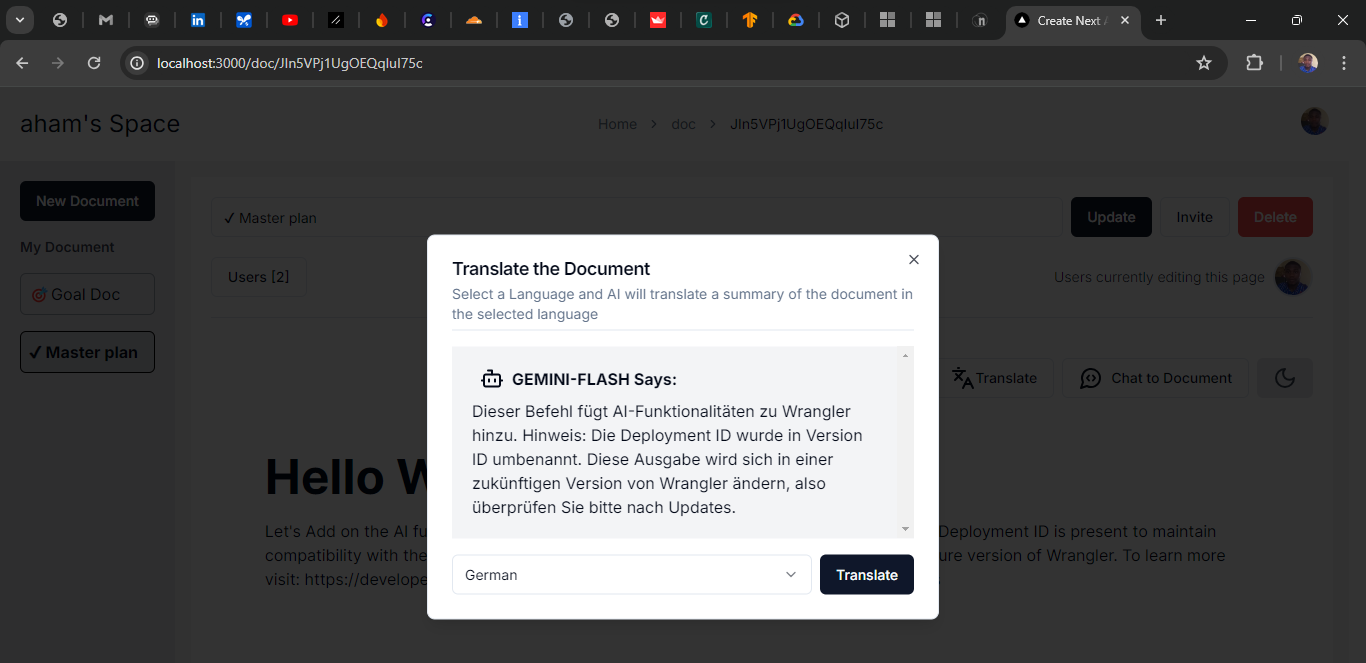 Create Next
localhost:3000/doc/JIn5VPj1UgOEQqluI75c
aham's Space
Home > doc > JIn5VPj1UgOEQqluI75c
New Document
✓ Master plan
Update
Invite
Delete
My Document
Users [2]
Users currently editing this page
🎯 Goal Doc
✓ Master plan
Translate
Chat to Document
Hello W
Let's Add on the AI fu
Deployment ID is present to maintain
compatibility with the
ure version of Wrangler. To learn more
visit: https://develope
Translate the Document
Select a Language and AI will translate a summary of the document in
the selected language
GEMINI-FLASH Says:
Dieser Befehl fügt AI-Funktionalitäten zu Wrangler
hinzu. Hinweis: Die Deployment ID wurde in Version
ID umbenannt. Diese Ausgabe wird sich in einer
zukünftigen Version von Wrangler ändern, also
überprüfen Sie bitte nach Updates.
German
Translate